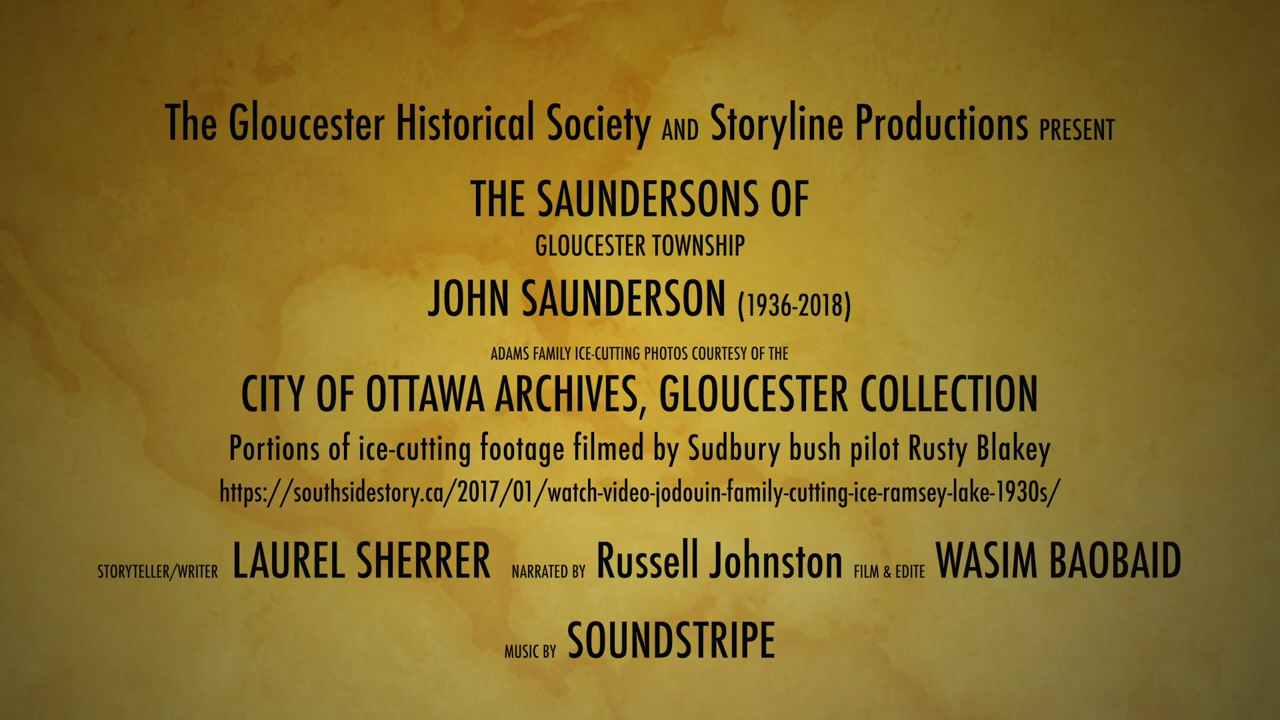 The Gloucester Historical Society AND Storyline Productions PRESENT
THE SAUNDERSONS OF
GLOUCESTER TOWNSHIP
JOHN SAUNDERSON (1936-2018)
ADAMS FAMILY ICE-CUTTING PHOTOS COURTESY OF THE
CITY OF OTTAWA ARCHIVES, GLOUCESTER COLLECTION
Portions of ice-cutting footage filmed by Sudbury bush pilot Rusty Blakey
https://southsidestory.ca/2017/01/watch-video-jodouin-family-cutting-ice-ramsey-lake-1930s/
STORYTELLER/WRITER LAUREL SHERRER NARRATED BY Russell Johnston FILM & EDITE WASIM BAOBAID
MUSIC BY SOUNDSTRIPE